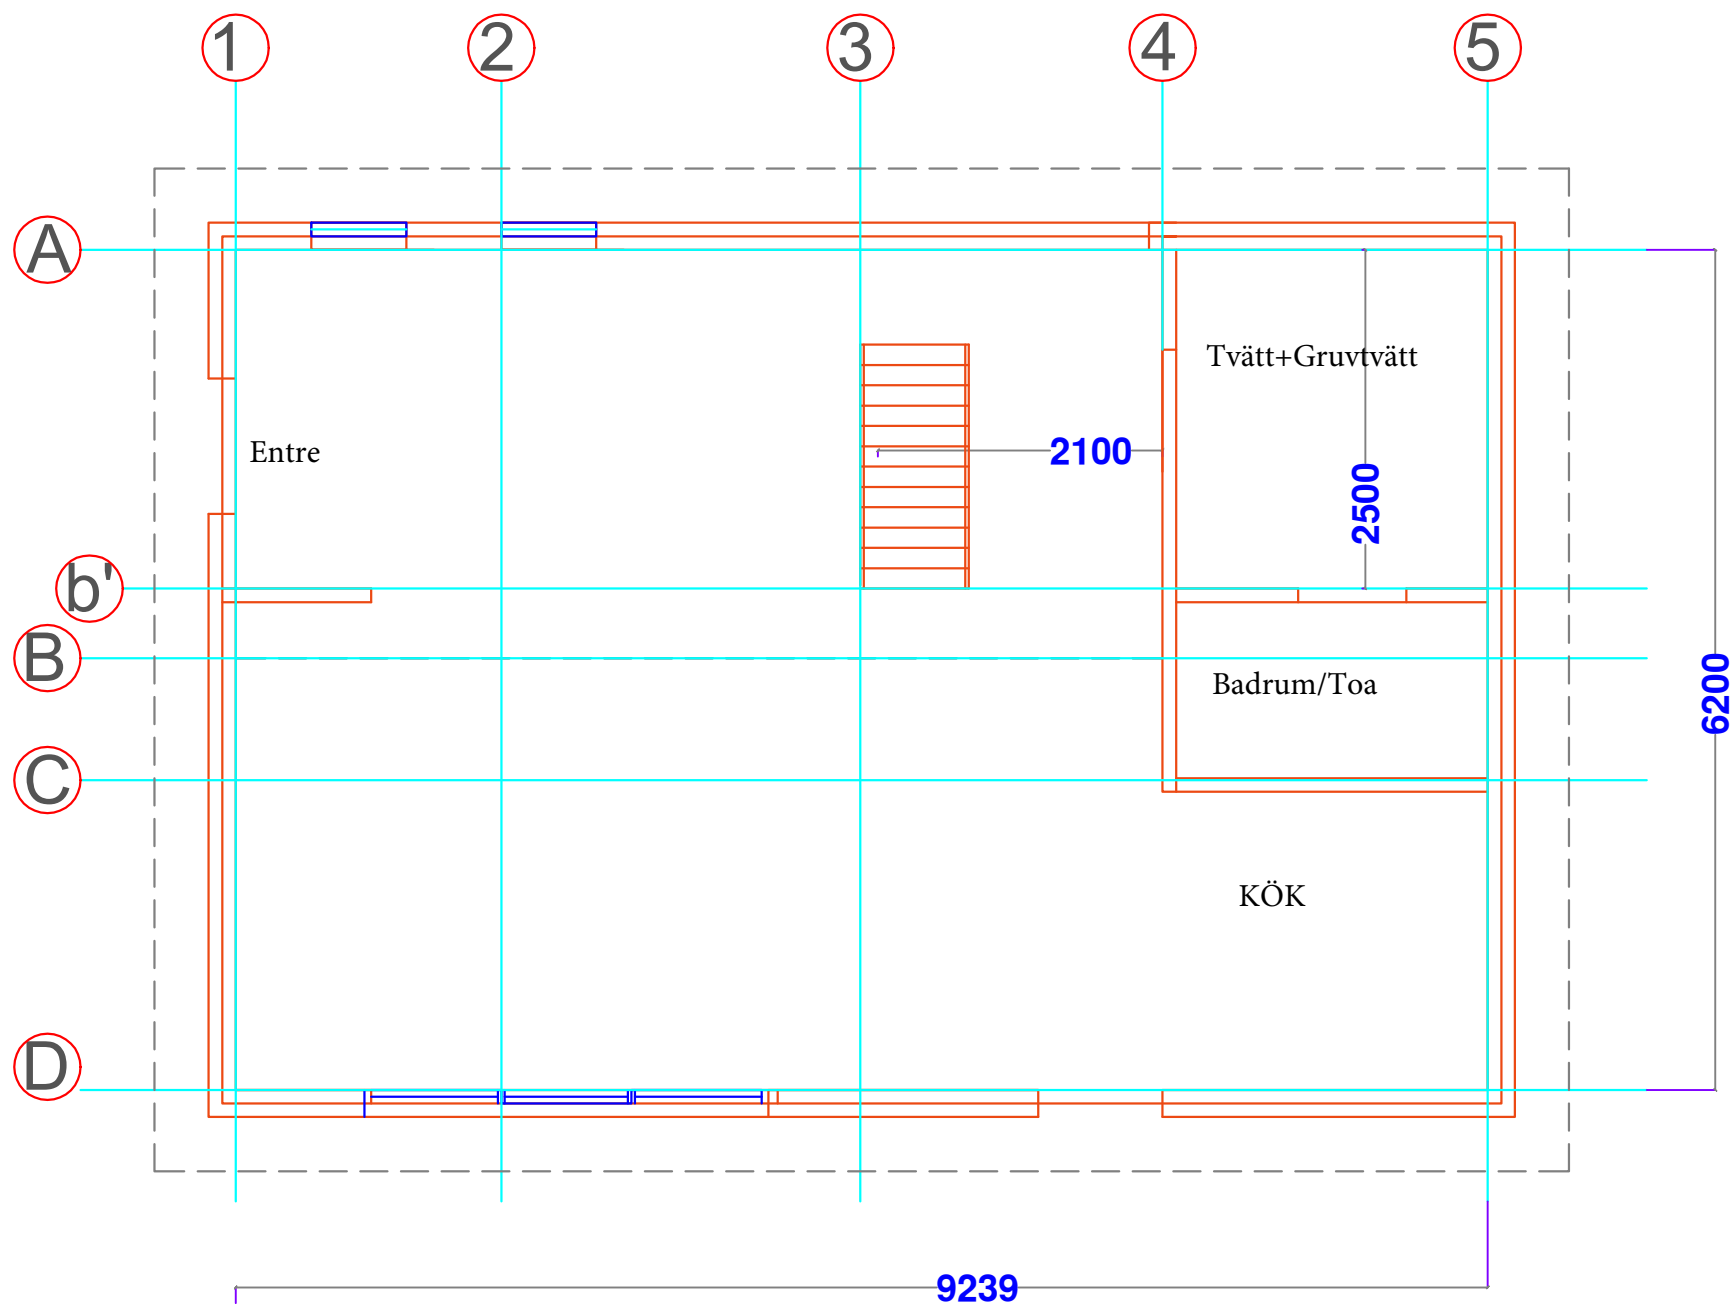 1 2 3 4 5
A
Tvätt+Gruvtvätt
Entre
2100
2500
b'
B
Badrum/Toa
6200
C
KÖK
D
9239